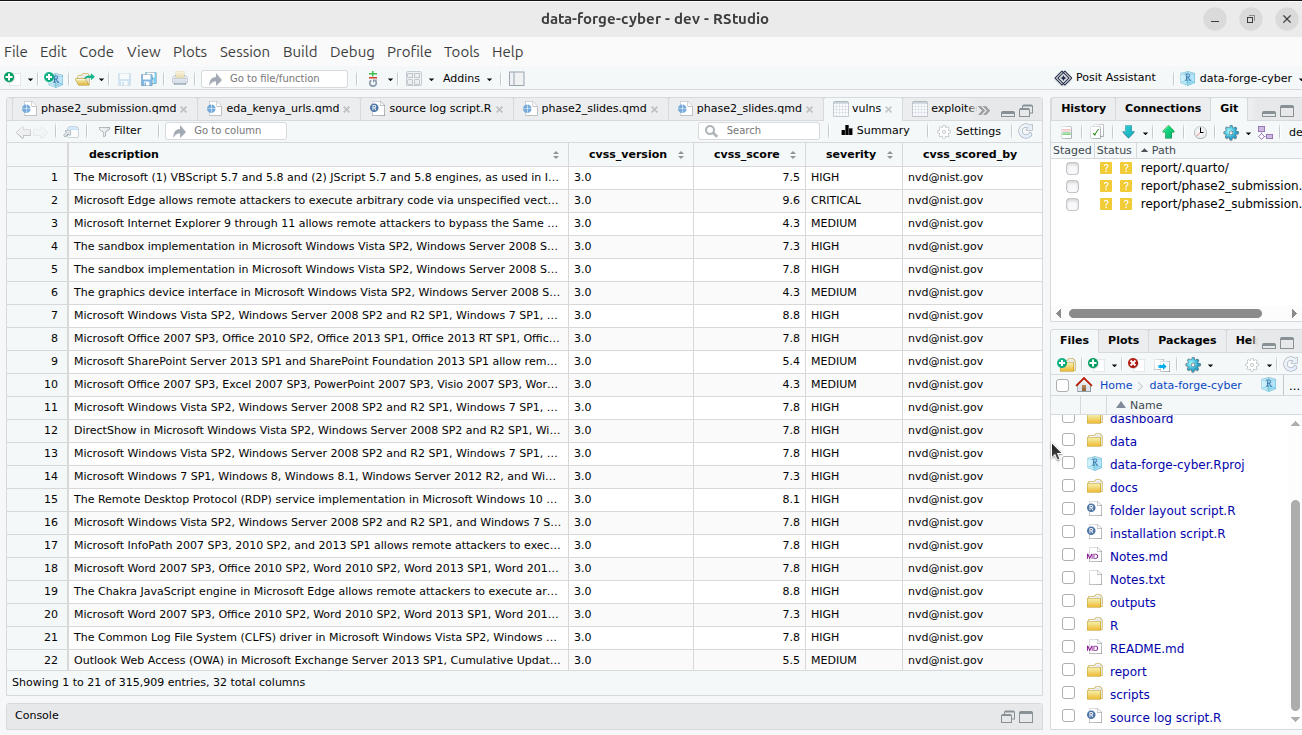 data-forge-cyber - dev - RStudio
File Edit Code View Plots Session Build Debug Profile Tools Help
Go to file/function Addins Posit Assistant data-forge-cyber
phase2_submission.qmd eda_kenya_urls.qmd source log script.R phase2_slides.qmd phase2_slides.qmd vulns exploite
Filter Go to column Search Summary Settings
description cvss_version cvss_score severity cvss_scored_by
1 The Microsoft (1) VBScript 5.7 and 5.8 and (2) JScript 5.7 and 5.8 engines, as used in I... 3.0 7.5 HIGH nvd@nist.gov
2 Microsoft Edge allows remote attackers to execute arbitrary code via unspecified vect... 3.0 9.6 CRITICAL nvd@nist.gov
3 Microsoft Internet Explorer 9 through 11 allows remote attackers to bypass the Same ... 3.0 4.3 MEDIUM nvd@nist.gov
4 The sandbox implementation in Microsoft Windows Vista SP2, Windows Server 2008 S... 3.0 7.3 HIGH nvd@nist.gov
5 The sandbox implementation in Microsoft Windows Vista SP2, Windows Server 2008 S... 3.0 7.8 HIGH nvd@nist.gov
6 The graphics device interface in Microsoft Windows Vista SP2, Windows Server 2008 S... 3.0 4.3 MEDIUM nvd@nist.gov
7 Microsoft Windows Vista SP2, Windows Server 2008 SP2 and R2 SP1, Windows 7 SP1, ... 3.0 8.8 HIGH nvd@nist.gov
8 Microsoft Office 2007 SP3, Office 2010 SP2, Office 2013 SP1, Office 2013 RT SP1, Offic... 3.0 7.8 HIGH nvd@nist.gov
9 Microsoft SharePoint Server 2013 SP1 and SharePoint Foundation 2013 SP1 allow rem... 3.0 5.4 MEDIUM nvd@nist.gov
10 Microsoft Office 2007 SP3, Excel 2007 SP3, PowerPoint 2007 SP3, Visio 2007 SP3, Wor... 3.0 4.3 MEDIUM nvd@nist.gov
11 Microsoft Windows Vista SP2, Windows Server 2008 SP2 and R2 SP1, Windows 7 SP1, ... 3.0 7.8 HIGH nvd@nist.gov
12 DirectShow in Microsoft Windows Vista SP2, Windows Server 2008 SP2 and R2 SP1, Wi... 3.0 7.8 HIGH nvd@nist.gov
13 Microsoft Windows Vista SP2, Windows Server 2008 SP2 and R2 SP1, Windows 7 SP1, ... 3.0 7.8 HIGH nvd@nist.gov
14 Microsoft Windows 7 SP1, Windows 8, Windows 8.1, Windows Server 2012 R2, and Wi... 3.0 7.3 HIGH nvd@nist.gov
15 The Remote Desktop Protocol (RDP) service implementation in Microsoft Windows 10 ... 3.0 8.1 HIGH nvd@nist.gov
16 Microsoft Windows Vista SP2, Windows Server 2008 SP2 and R2 SP1, and Windows 7 S... 3.0 7.8 HIGH nvd@nist.gov
17 Microsoft InfoPath 2007 SP3, 2010 SP2, and 2013 SP1 allows remote attackers to exec... 3.0 7.8 HIGH nvd@nist.gov
18 Microsoft Word 2007 SP3, Office 2010 SP2, Word 2010 SP2, Word 2013 SP1, Word 201... 3.0 7.8 HIGH nvd@nist.gov
19 The Chakra JavaScript engine in Microsoft Edge allows remote attackers to execute ar... 3.0 8.8 HIGH nvd@nist.gov
20 Microsoft Word 2007 SP3, Office 2010 SP2, Word 2010 SP2, Word 2013 SP1, Word 201... 3.0 7.3 HIGH nvd@nist.gov
21 The Common Log File System (CLFS) driver in Microsoft Windows Vista SP2, Windows ... 3.0 7.8 HIGH nvd@nist.gov
22 Outlook Web Access (OWA) in Microsoft Exchange Server 2013 SP1, Cumulative Updat... 3.0 5.5 MEDIUM nvd@nist.gov
Showing 1 to 21 of 315,909 entries, 32 total columns
Console
History Connections Git
de
Staged Status Path
report/.quarto/
report/phase2_submission.
report/phase2_submission.
Files Plots Packages Hel
Home data-forge-cyber ...
Name
dashboard
data
data-forge-cyber.Rproj
docs
folder layout script.R
installation script.R
Notes.md
Notes.txt
outputs
R
README.md
report
scripts
source log script.R